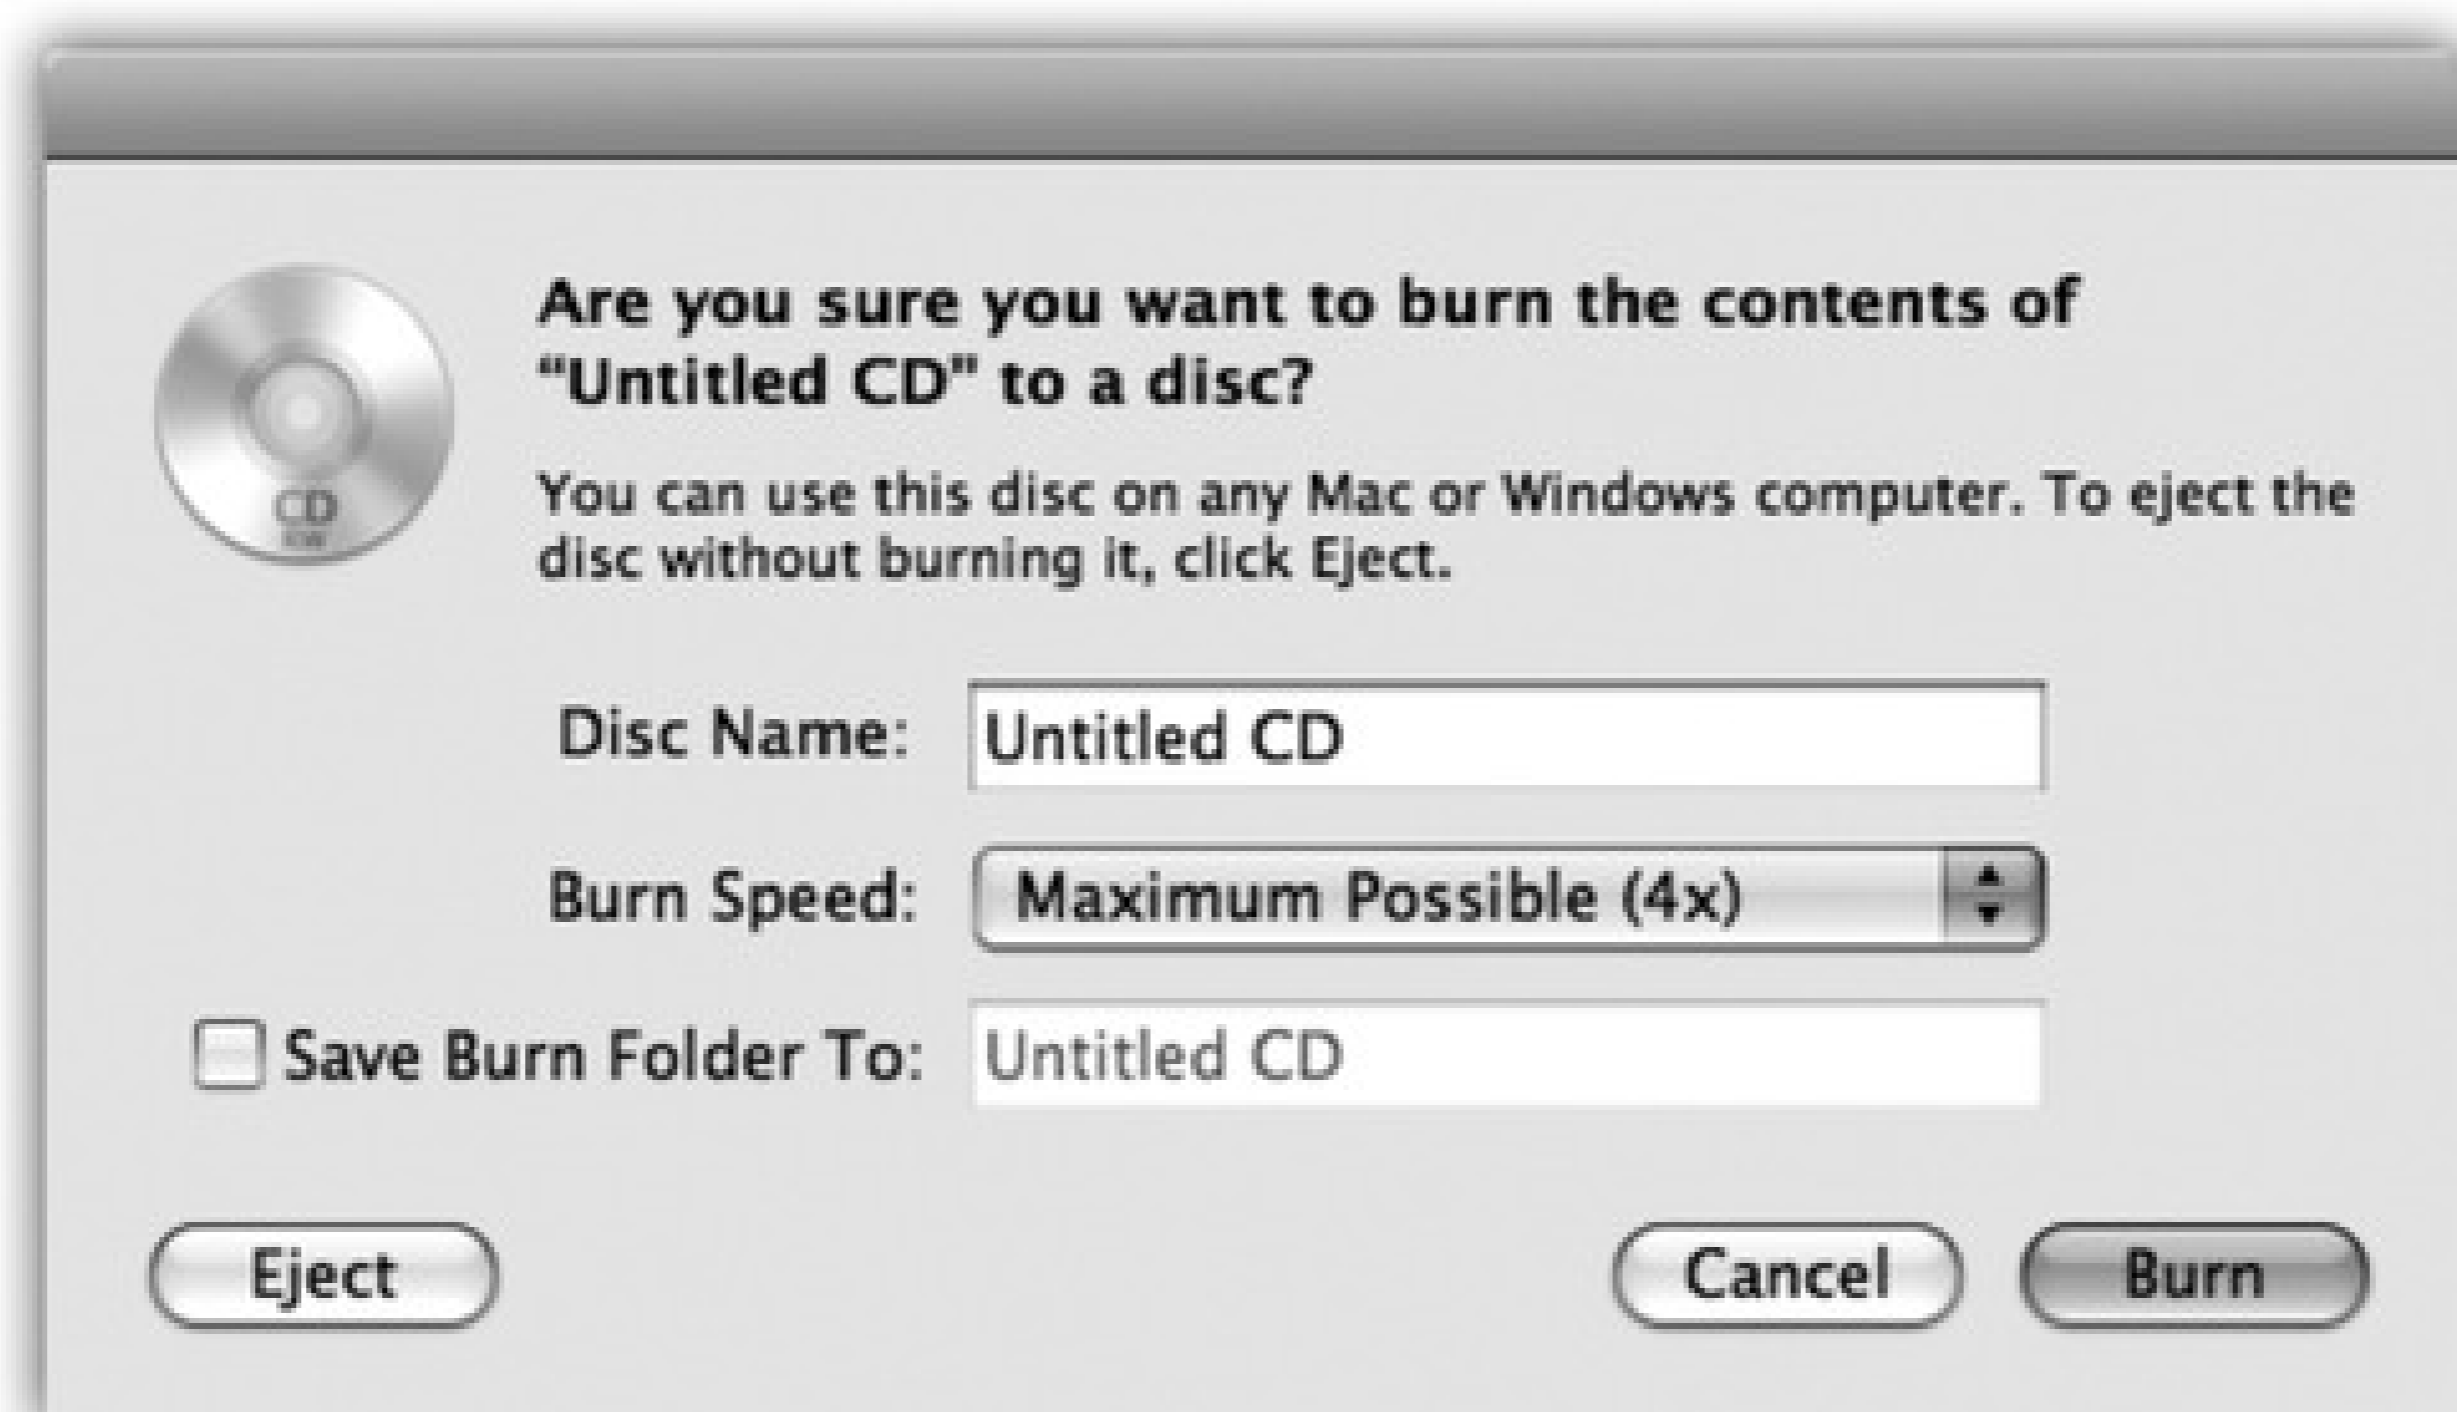 Are you sure you want to burn the contents of
“Untitled CD” to a disc?
You can use this disc on any Mac or Windows computer. To eject the
disc without burning it, click Eject.
CD
Disc Name: Untitled CD
Burn Speed: Maximum Possible (4x)
Save Burn Folder To: Untitled CD
Eject Cancel Burn